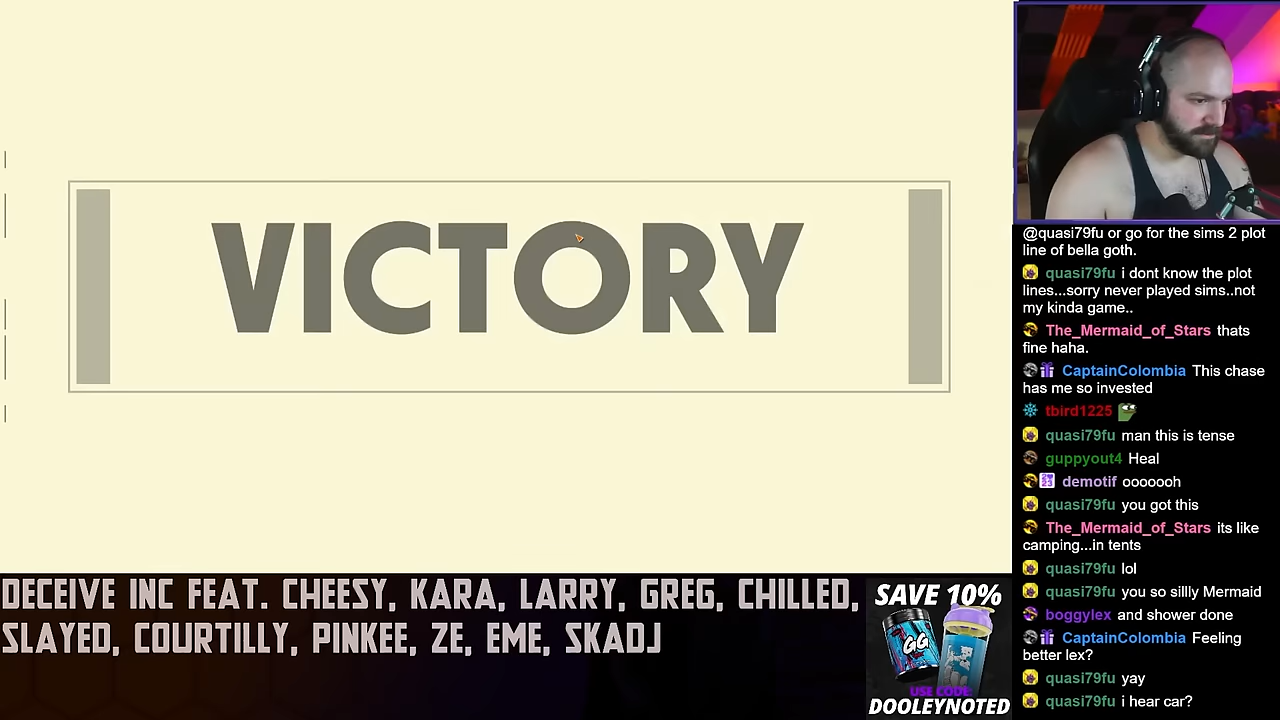 VICTORY
@quasi79fu or go for the sims 2 plot
line of bella goth.
quasi79fu i dont know the plot
lines...sorry never played sims..not
my kinda game..
The_Mermaid_of_Stars thats
fine haha.
CaptainColombia This chase
has me so invested
tbird1225
quasi79fu man this is tense
guppyout4 Heal
demotif ooooooh
quasi79fu you got this
The_Mermaid_of_Stars its like
camping...in tents
quasi79fu lol
quasi79fu you so sillly Mermaid
boggylex and shower done
CaptainColombia Feeling
better lex?
quasi79fu yay
quasi79fu i hear car?
DECEIVE INC FEAT. CHEESY, KARA, LARRY, GREG, CHILLED,
SLAYED, COURTILLY, PINKEE, ZE, EME, SKADJ
SAVE 10%
GG
USE CODE:
DOOLEYNOTED